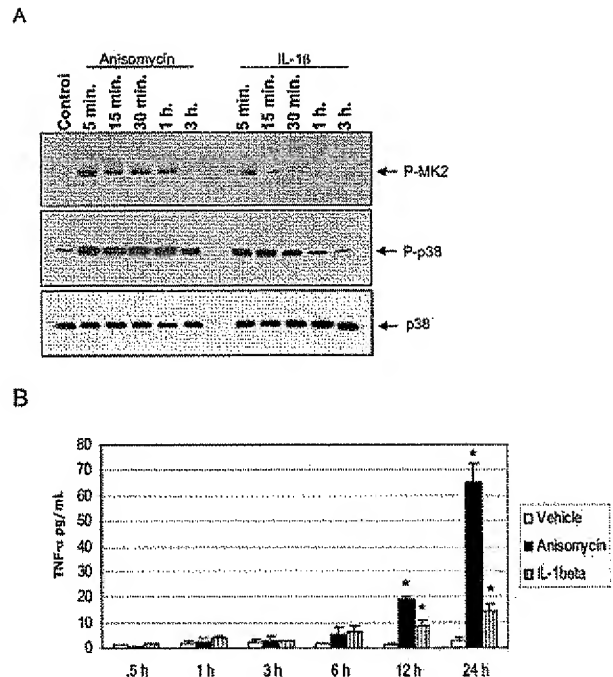 A
Anisomycin IL-1ß
Control 5 min. 15 min. 30 min. 1 h. 3 h. 5 min. 15 min. 30 min. 1 h. 3 h.
P-MK2
P-p38
p38
B
80
70
60
50
40
30
20
10
0
TNF-α pg/ml.
* * * *
.5 h 1 h 3 h 6 h 12 h 24 h
Vehicle
Anisomycin
IL-1beta